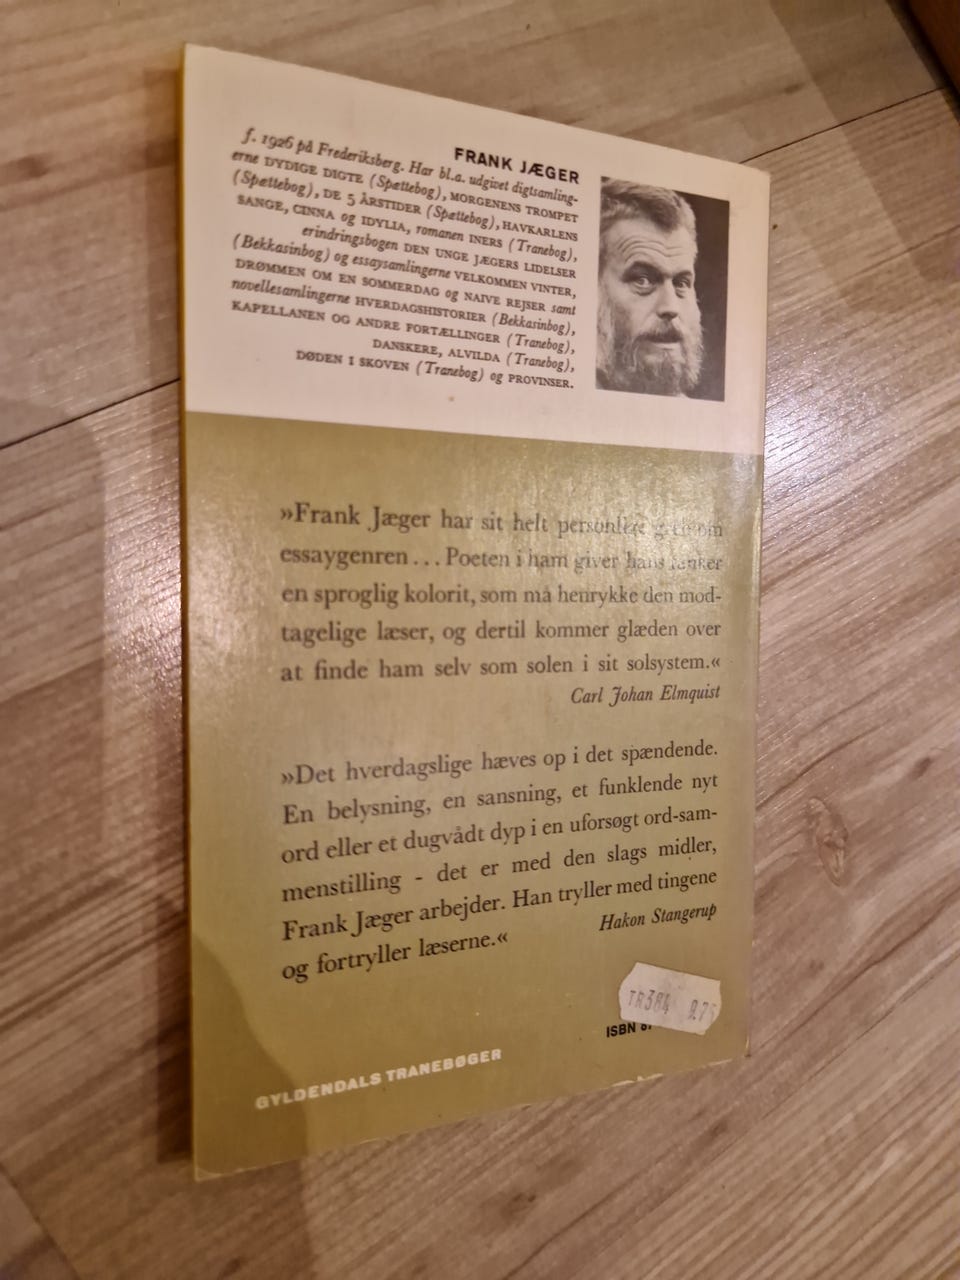 FRANK JÆGER
f. 1926 på Frederiksberg. Har bl.a. udgivet digtsamling-
erne DYDIGE DIGTE (Spættebog), MORGENENS TROMPET
(Spættebog), DE 5 ÅRSTIDER (Spættebog), HAVKARLENS
SANGE, CINNA og IDYLIA, romanen INERS (Tranebog),
erindringsbogen DEN UNGE JÆGERS LIDELSER
(Bekkasinbog) og essaysamlingerne VELKOMMEN VINTER,
DRØMMEN OM EN SOMMERDAG og NAIVE REJSER samt
novellesamlingerne HVERDAGSHISTORIER (Bekkasinbog),
KAPELLANEN OG ANDRE FORTÆLLINGER (Tranebog),
DANSKERE, ALVILDA (Tranebog),
DØDEN I SKOVEN (Tranebog) og PROVINSER.
»Frank Jæger har sit helt personlige
essaygenren... Poeten i ham giver hans tanker
en sproglig kolorit, som må henrykke den mod-
tagelige læser, og dertil kommer glæden over
at finde ham selv som solen i sit solsystem.«
Carl Johan Elmquist
»Det hverdagslige hæves op i det spændende.
En belysning, en sansning, et funklende nyt
ord eller et dugvådt dyp i en uforsøgt ord-sam-
menstilling - det er med den slags midler,
Frank Jæger arbejder. Han tryller med tingene
og fortryller læserne.«
Hakon Stangerup
TR384 9.75
ISBN 87
GYLDENDALS TRANEBØGER